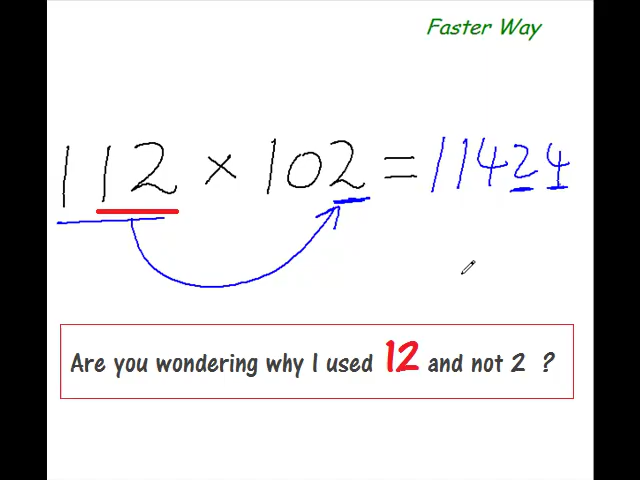 Faster Way
112 × 102 = 11424
Are you wondering why I used 12 and not 2 ?